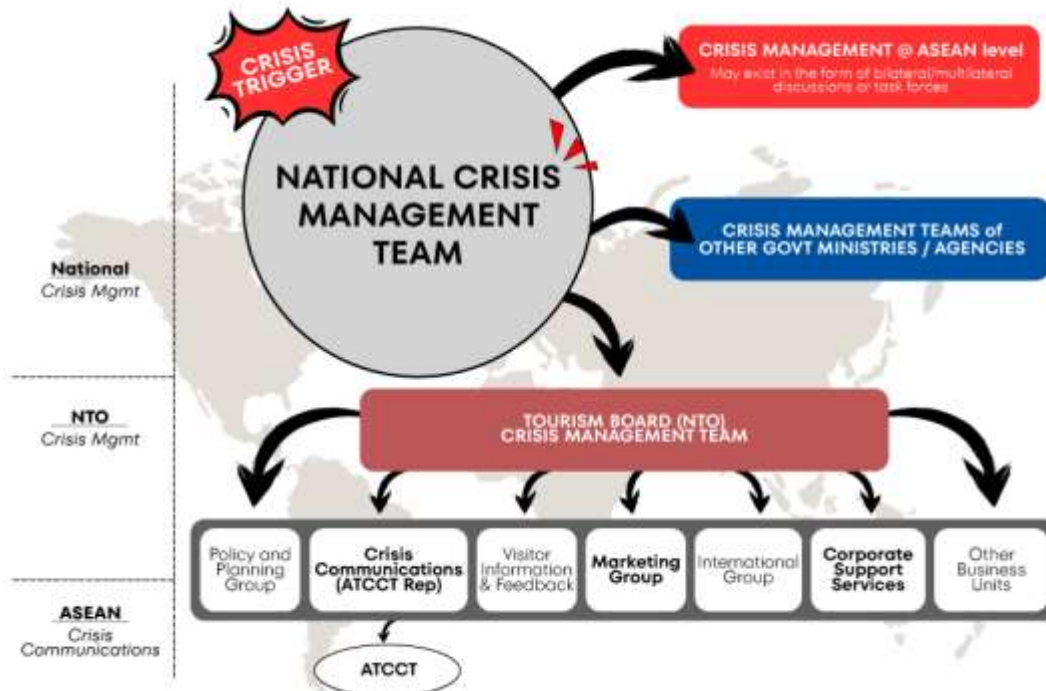 CRISIS
TRIGGER
NATIONAL CRISIS
MANAGEMENT
TEAM
CRISIS MANAGEMENT @ ASEAN level
May exist in the form of bilateral/multilateral
discussions or task forces
CRISIS MANAGEMENT TEAMS of
OTHER GOVT MINISTRIES / AGENCIES
National
Crisis Mgmt
NTO
Crisis Mgmt
TOURISM BOARD (NTO)
CRISIS MANAGEMENT TEAM
Policy and
Planning
Group
Crisis
Communications
(ATCCT Rep)
Visitor
Information
& Feedback
Marketing
Group
International
Group
Corporate
Support
Services
Other
Business
Units
ASEAN
Crisis
Communications
ATCCT